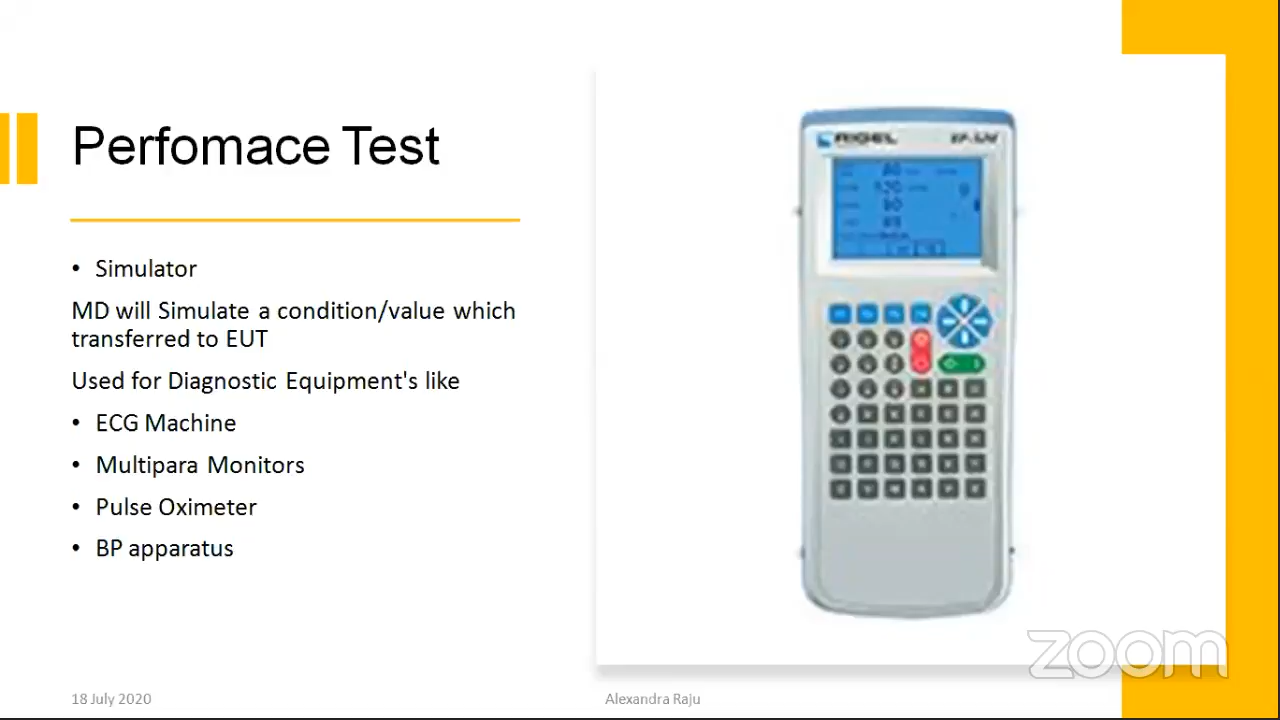 Perfomace Test
• Simulator
MD will Simulate a condition/value which
transferred to EUT
Used for Diagnostic Equipment's like
• ECG Machine
• Multipara Monitors
• Pulse Oximeter
• BP apparatus
RIGEL
18 July 2020
Alexandra Raju
zoom